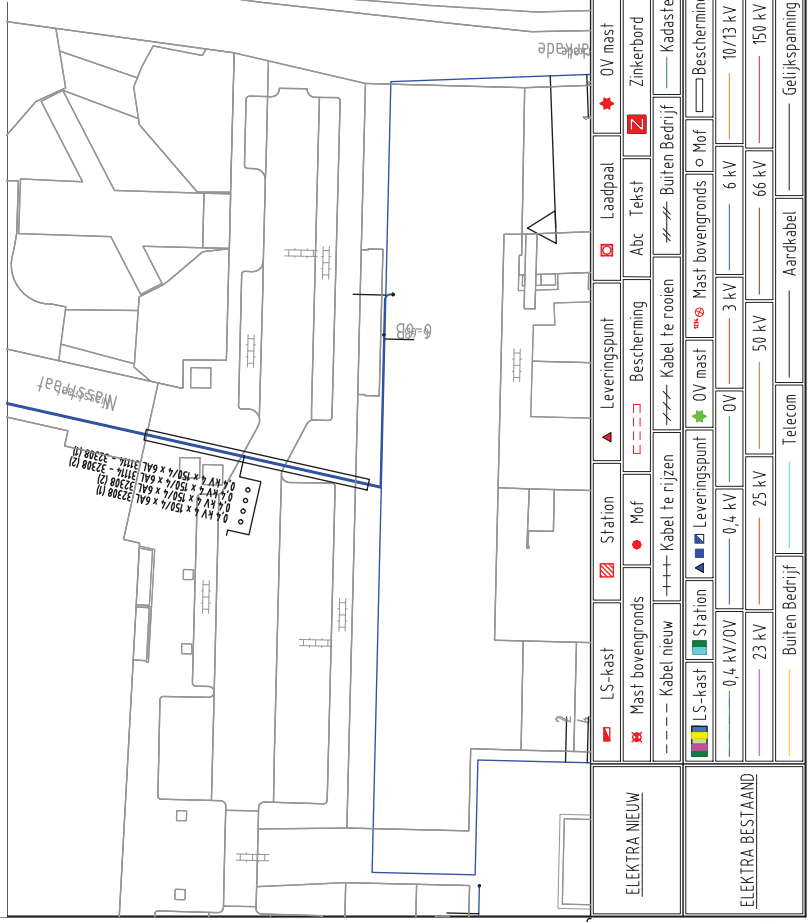 Maasstraat
0,4 kV 4 x 150/4 x 6AL 32308 (1)
0,4 kV 4 x 150/4 x 6AL 32308 (2)
0,4 kV 4 x 150/4 x 6AL 31114 - 32308 (2)
0,4 kV 4 x 150/4 x 6AL 31114 - 32308 (1)
2
4
ELEKTRA NIEUW
LS-kast
Station
Leveringspunt
Laadpaal
OV mast
Mast bovengronds
Mof
Bescherming
Abc Tekst
Z Zinkerbord
Kabel nieuw
Kabel te rijzen
Kabel te rooien
Buiten Bedrijf
Kadaste
ELEKTRA BESTAAND
LS-kast
Station
Leveringspunt
OV mast
Mast bovengronds
Mof
Beschermin
0,4 kV/OV
0,4 kV
OV
3 kV
6 kV
10/13 kV
23 kV
25 kV
50 kV
66 kV
150 kV
Buiten Bedrijf
Telecom
Aardkabel
Gelijkspanning